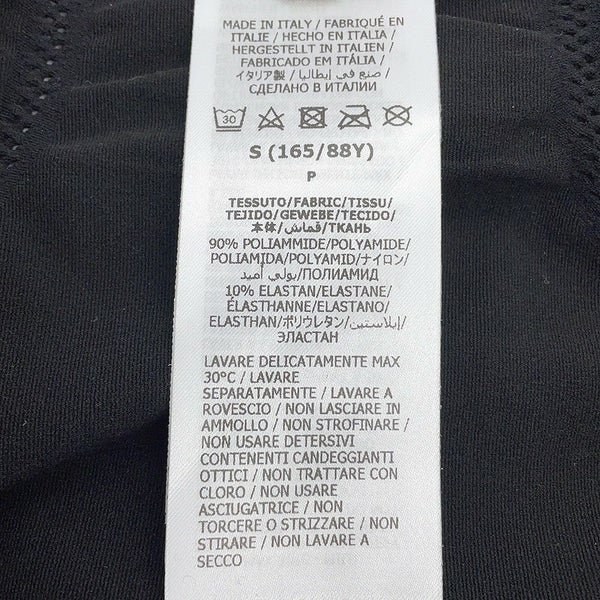 MADE IN ITALY / FABRIQUÉ EN
ITALIE / HECHO EN ITALIA /
HERGESTELLT IN ITALIEN /
FABRICADO EM ITÁLIA /
イタリア製 / صنع في إيطاليا /
СДЕЛАНО В ИТАЛИИ
30
S (165/88Y)
P
TESSUTO/FABRIC/TISSU/
TEJIDO/GEWEBE/TECIDO/
本体/قماش/ТКАНЬ
90% POLIAMMIDE/POLYAMIDE/
POLIAMIDA/POLYAMID/ナイロン/
بولي أميد/ПОЛИАМИД
10% ELASTAN/ELASTANE/
ÉLASTHANNE/ELASTANO/
ELASTHAN/ポリウレタン/إيلاستين/
ЭЛАСТАН
LAVARE DELICATAMENTE MAX
30°C / LAVARE
SEPARATAMENTE / LAVARE A
ROVESCIO / NON LASCIARE IN
AMMOLLO / NON STROFINARE /
NON USARE DETERSIVI
CONTENENTI CANDEGGIANTI
OTTICI / NON TRATTARE CON
CLORO / NON USARE
ASCIUGATRICE / NON
TORCERE O STRIZZARE / NON
STIRARE / NON LAVARE A
SECCO